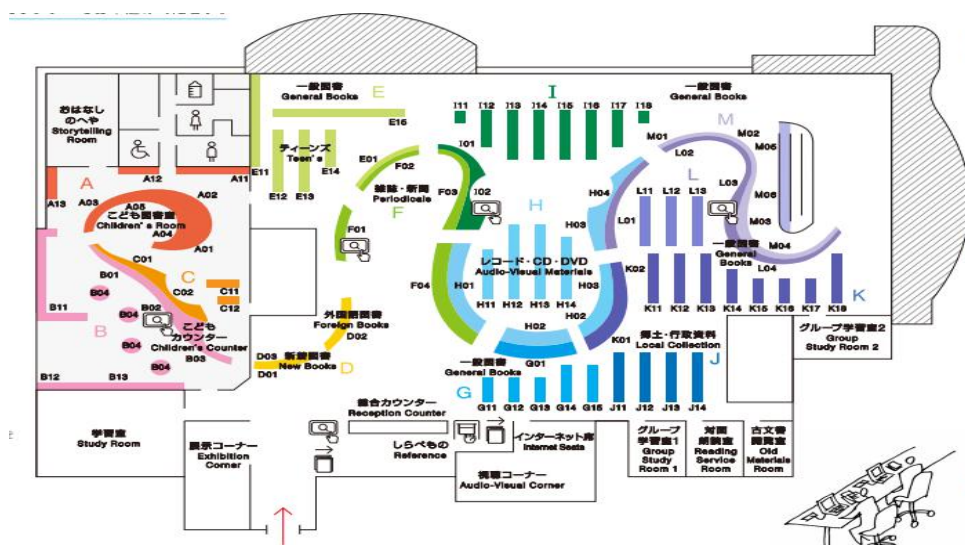 一般図書
General Books
E
I
I11
I12
I13
I14
I15
I16
I17
I18
一般図書
General Books
M
おはなし
のへや
Storytelling
Room
E15
ティーンズ
Teen's
E01
F02
I01
M01
M02
M05
L02
A
A12
A11
E11
E14
E12
E13
雑誌・新聞
Periodicals
F
F03
I02
H04
L
L03
A13
A03
A05
A02
こども図書室
Children's Room
A04
A01
H
H03
L01
L11
L12
L13
M06
M03
F01
レコード・CD・DVD
Audio-Visual Materials
一般図書
General Books
M04
L04
C01
C
B01
C02
C11
C12
F04
H01
H11
H12
H13
H14
H03
K02
K11
K12
K13
K14
K15
K16
K17
K18
K
B11
B04
B04
B02
B
こども
カウンター
Children's Counter
B03
B04
B04
外国語図書
Foreign Books
D02
H02
H02
K01
郷土・行政資料
Local Collection
J
グループ学習室2
Group
Study Room 2
D03
新着図書
New Books
D01
D
一般図書
General Books
G01
G
G11
G12
G13
G14
G15
J11
J12
J13
J14
B12
B13
学習室
Study Room
展示コーナー
Exhibition
Corner
総合カウンター
Reception Counter
しらべもの
Reference
インターネット席
Internet Seats
視聴コーナー
Audio-Visual Corner
グループ
学習室1
Group
Study
Room 1
対面
朗読室
Reading
Service
Room
古文書
閲覧室
Old
Materials
Room